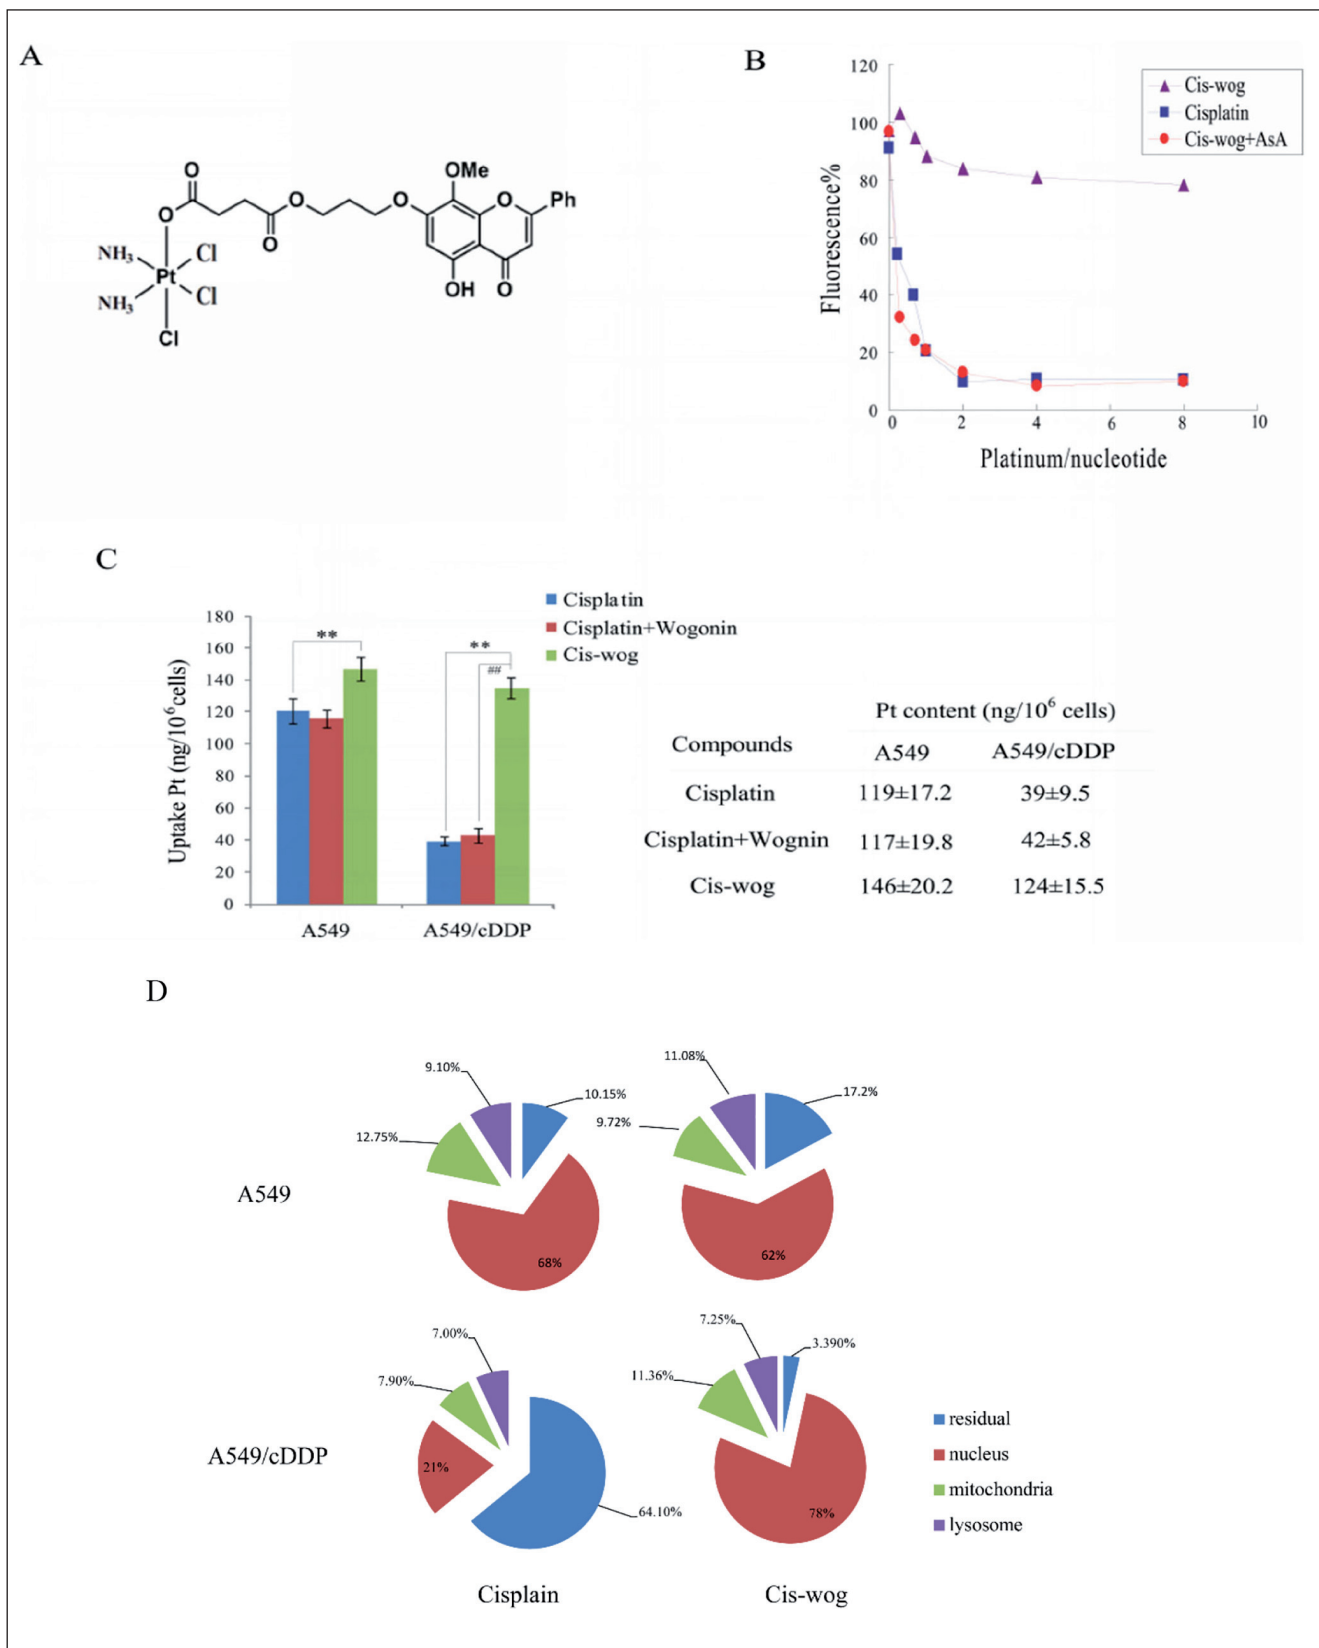 A
O
OMe
O
O
O
O
Ph
O
O
NH₃
Cl
Pt
NH₃
Cl
OH
O
Cl
B
120
100
80
60
40
20
0
Fluorescence%
0 2 4 6 8 10
Platinum/nucleotide
Cis-wog
Cisplatin
Cis-wog+AsA
C
Cisplatin
Cisplatin+Wogonin
Cis-wog
180
160
140
120
100
80
60
40
20
0
Uptake Pt (ng/10⁶cells)
**
**
##
A549 A549/cDDP
Pt content (ng/10⁶ cells)
Compounds A549 A549/cDDP
Cisplatin 119±17.2 39±9.5
Cisplatin+Wognin 117±19.8 42±5.8
Cis-wog 146±20.2 124±15.5
D
A549
9.10%
10.15%
12.75%
68%
11.08%
17.2%
9.72%
62%
A549/cDDP
7.00%
7.90%
21%
64.10%
7.25%
3.390%
11.36%
78%
residual
nucleus
mitochondria
lysosome
Cisplain Cis-wog